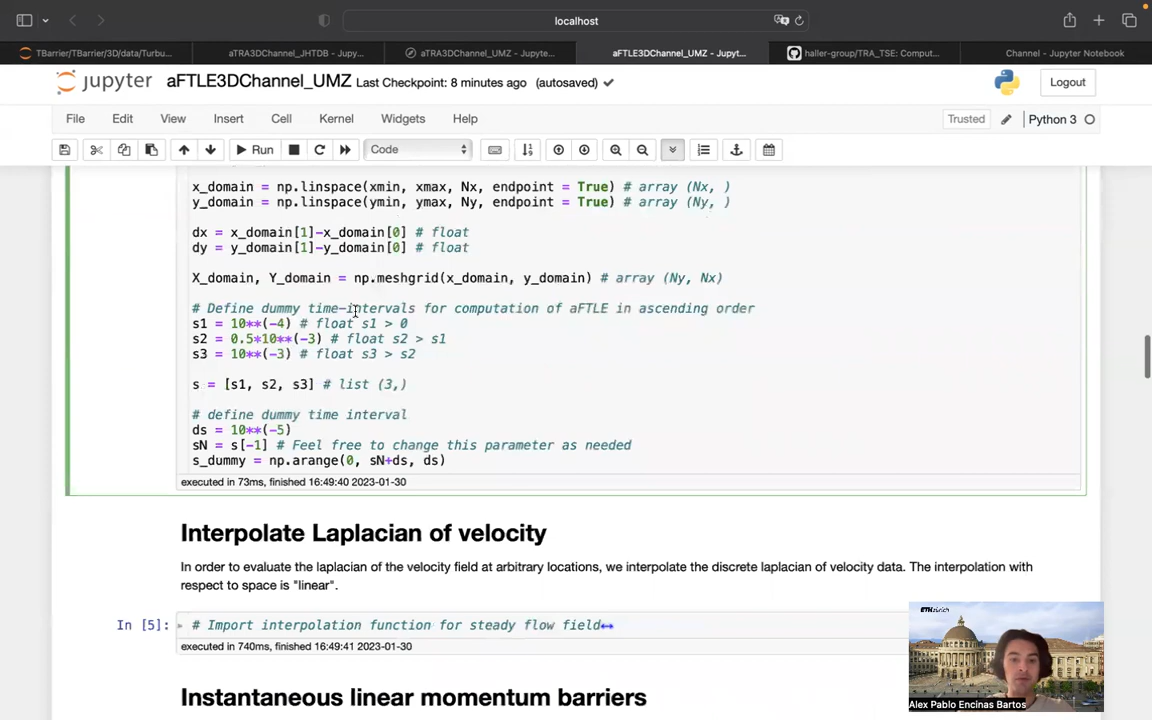 localhost
TBarrier/TBarrier/3D/data/Turbu...
aTRA3DChannel_JHTDB - Jupy...
aTRA3DChannel_UMZ - Jupyte...
aFTLE3DChannel_UMZ - Jupyt...
haller-group/TRA_TSE: Comput...
Channel - Jupyter Notebook
jupyter aFTLE3DChannel_UMZ Last Checkpoint: 8 minutes ago (autosaved)
Logout
File Edit View Insert Cell Kernel Widgets Help
Trusted
Python 3
Run
Code
x_domain = np.linspace(xmin, xmax, Nx, endpoint = True) # array (Nx, )
y_domain = np.linspace(ymin, ymax, Ny, endpoint = True) # array (Ny, )
dx = x_domain[1]-x_domain[0] # float
dy = y_domain[1]-y_domain[0] # float
X_domain, Y_domain = np.meshgrid(x_domain, y_domain) # array (Ny, Nx)
# Define dummy time-intervals for computation of aFTLE in ascending order
s1 = 10**(-4) # float s1 > 0
s2 = 0.5*10**(-3) # float s2 > s1
s3 = 10**(-3) # float s3 > s2
s = [s1, s2, s3] # list (3,)
# define dummy time interval
ds = 10**(-5)
sN = s[-1] # Feel free to change this parameter as needed
s_dummy = np.arange(0, sN+ds, ds)
executed in 73ms, finished 16:49:40 2023-01-30
Interpolate Laplacian of velocity
In order to evaluate the laplacian of the velocity field at arbitrary locations, we interpolate the discrete laplacian of velocity data. The interpolation with
respect to space is "linear".
In [5]: # Import interpolation function for steady flow field
executed in 740ms, finished 16:49:41 2023-01-30
Instantaneous linear momentum barriers
Alex Pablo Encinas Bartos